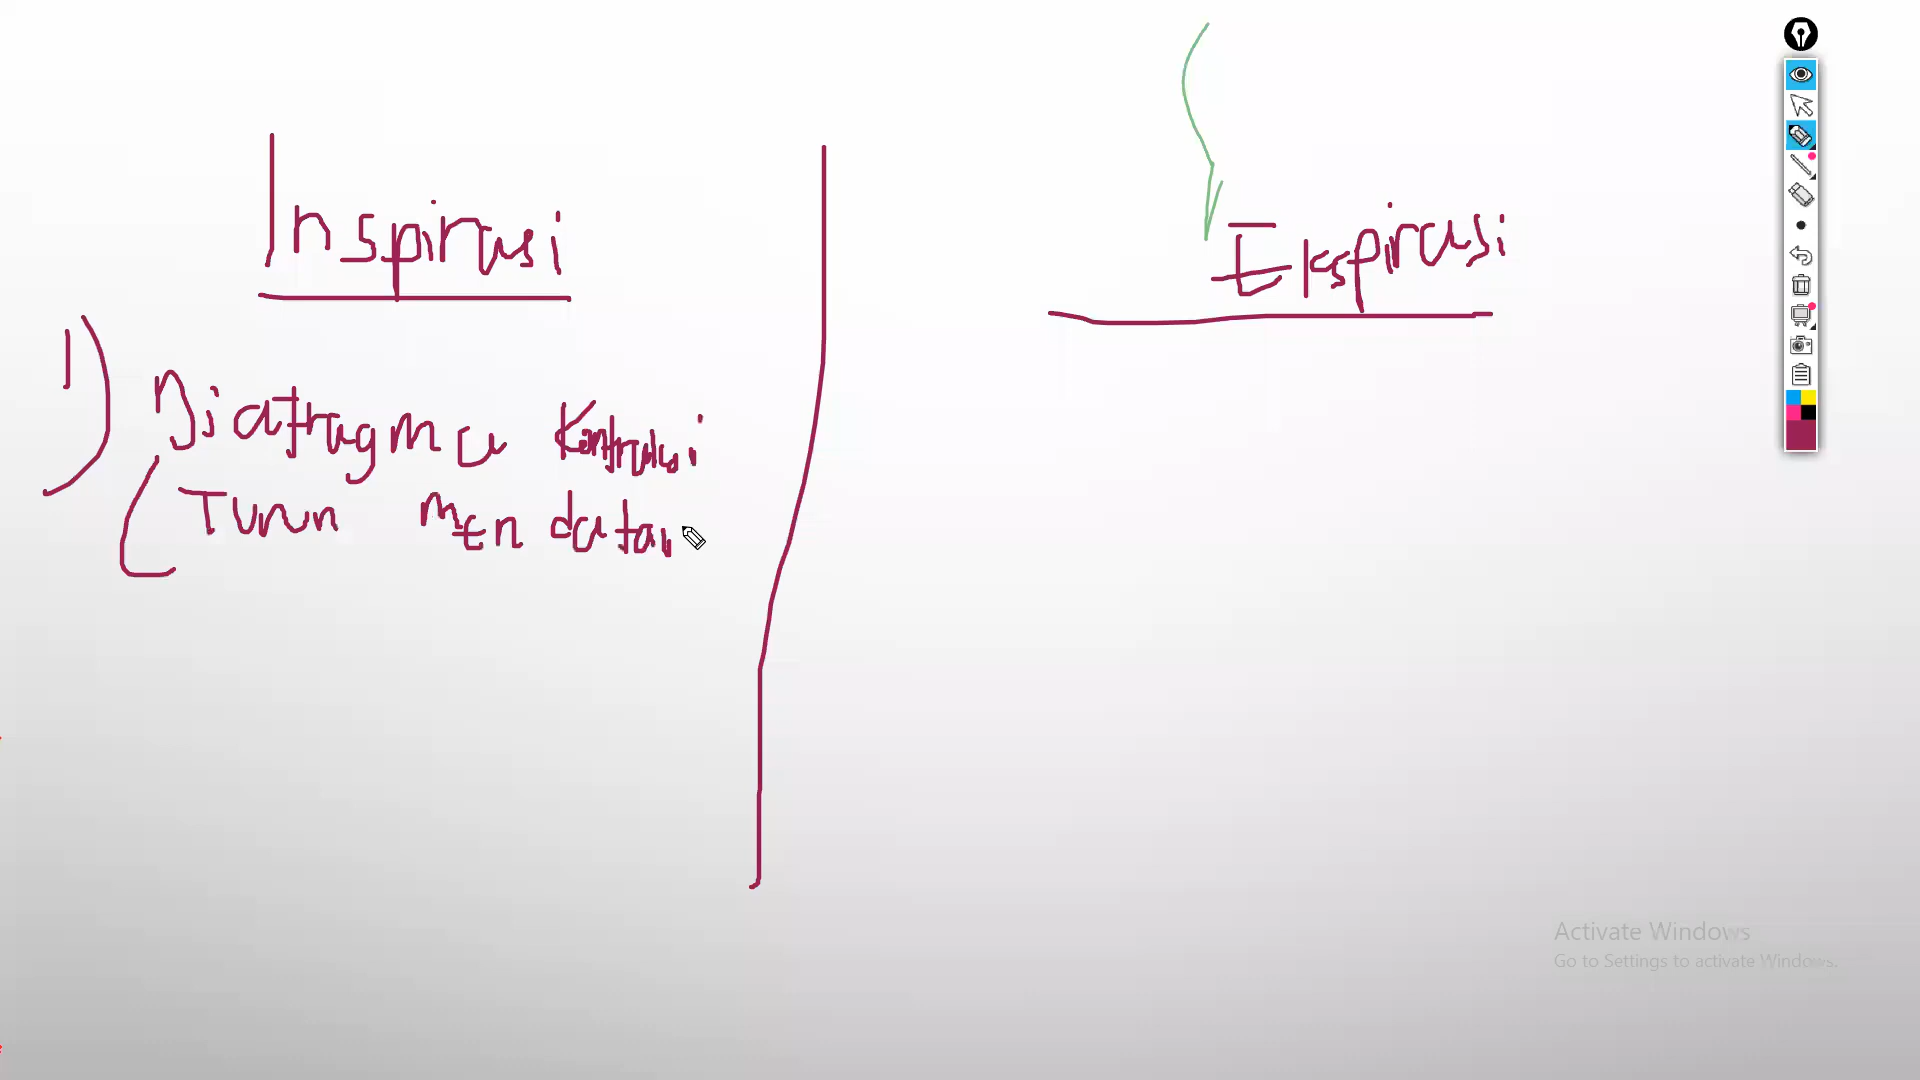 Inspirasi
Ekspirasi
1) Diafragma Kontraksi
(Turun mendatar
Activate Windows
Go to Settings to activate Windows.